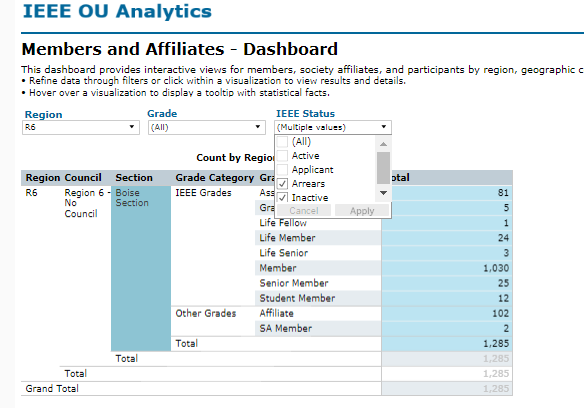 IEEE OU Analytics
Members and Affiliates - Dashboard
This dashboard provides interactive views for members, society affiliates, and participants by region, geographic c
• Refine data through filters or click within a visualization to view results and details.
• Hover over a visualization to display a tooltip with statistical facts.
Region Grade IEEE Status
R6 (All) (Multiple values)
(All)
Active
Applicant
Arrears
Inactive
Cancel Apply
Count by Regio
Region Council Section Grade Category Gra otal
R6 Region 6 - No Council Boise Section IEEE Grades Ass 81
Gra 5
Life Fellow 1
Life Member 24
Life Senior 3
Member 1,030
Senior Member 25
Student Member 12
Other Grades Affiliate 102
SA Member 2
Total 1,285
Total 1,285
Total 1,285
Grand Total 1,285